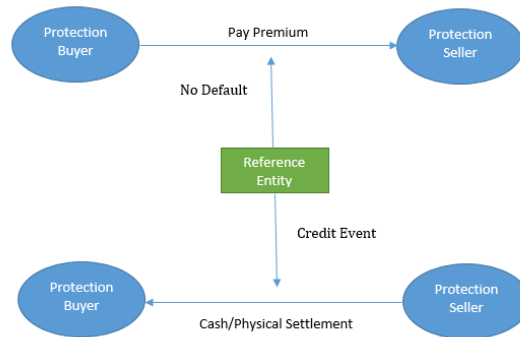 Protection
Buyer
Pay Premium
Protection
Seller
No Default
Reference
Entity
Credit Event
Protection
Buyer
Protection
Seller
Cash/Physical Settlement